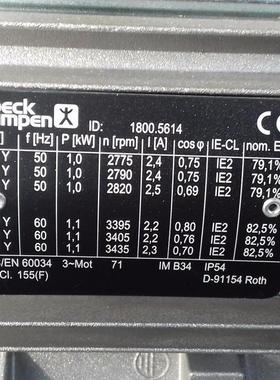 eck
mpen ID: 1800.5614 C
] f [Hz] P [kW] n [rpm] I [A] cos φ IE-CL nom. E
Y 50 1,0 2775 2,4 0,75 IE2 79,1%
Y 50 1,0 2790 2,4 0,75 IE2 79,1%
Y 50 1,0 2820 2,5 0,69 IE2 79,1%
Y 60 1,1 3395 2,2 0,80 IE2 82,5%
Y 60 1,1 3405 2,2 0,76 IE2 82,5%
Y 60 1,1 3435 2,3 0,70 IE2 82,5%
/EN 60034 3~Mot 71 IM B34 IP54
Cl. 155(F) D-91154 Roth